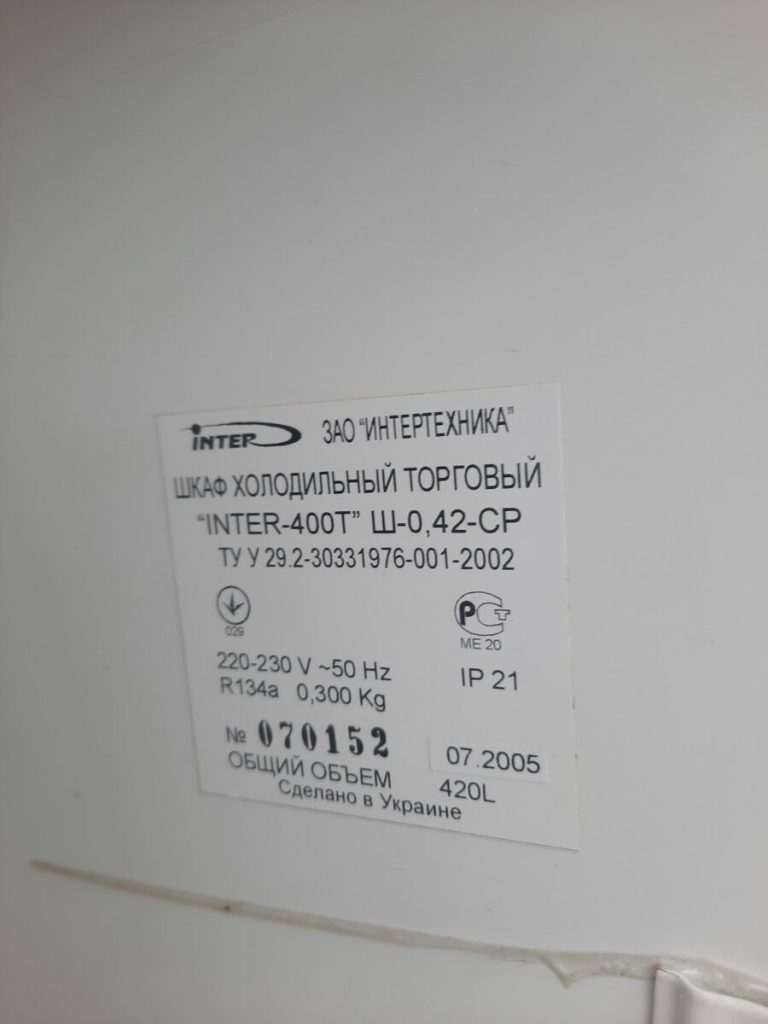 INTER ЗАО "ИНТЕРТЕХНИКА"
ШКАФ ХОЛОДИЛЬНЫЙ ТОРГОВЫЙ
"INTER-400T" Ш-0,42-СР
ТУ У 29.2-30331976-001-2002
029
РСТ
МЕ 20
220-230 V ~50 Hz
IP 21
R134a 0,300 Kg
№ 070152
07.2005
ОБЩИЙ ОБЪЕМ 420L
Сделано в Украине